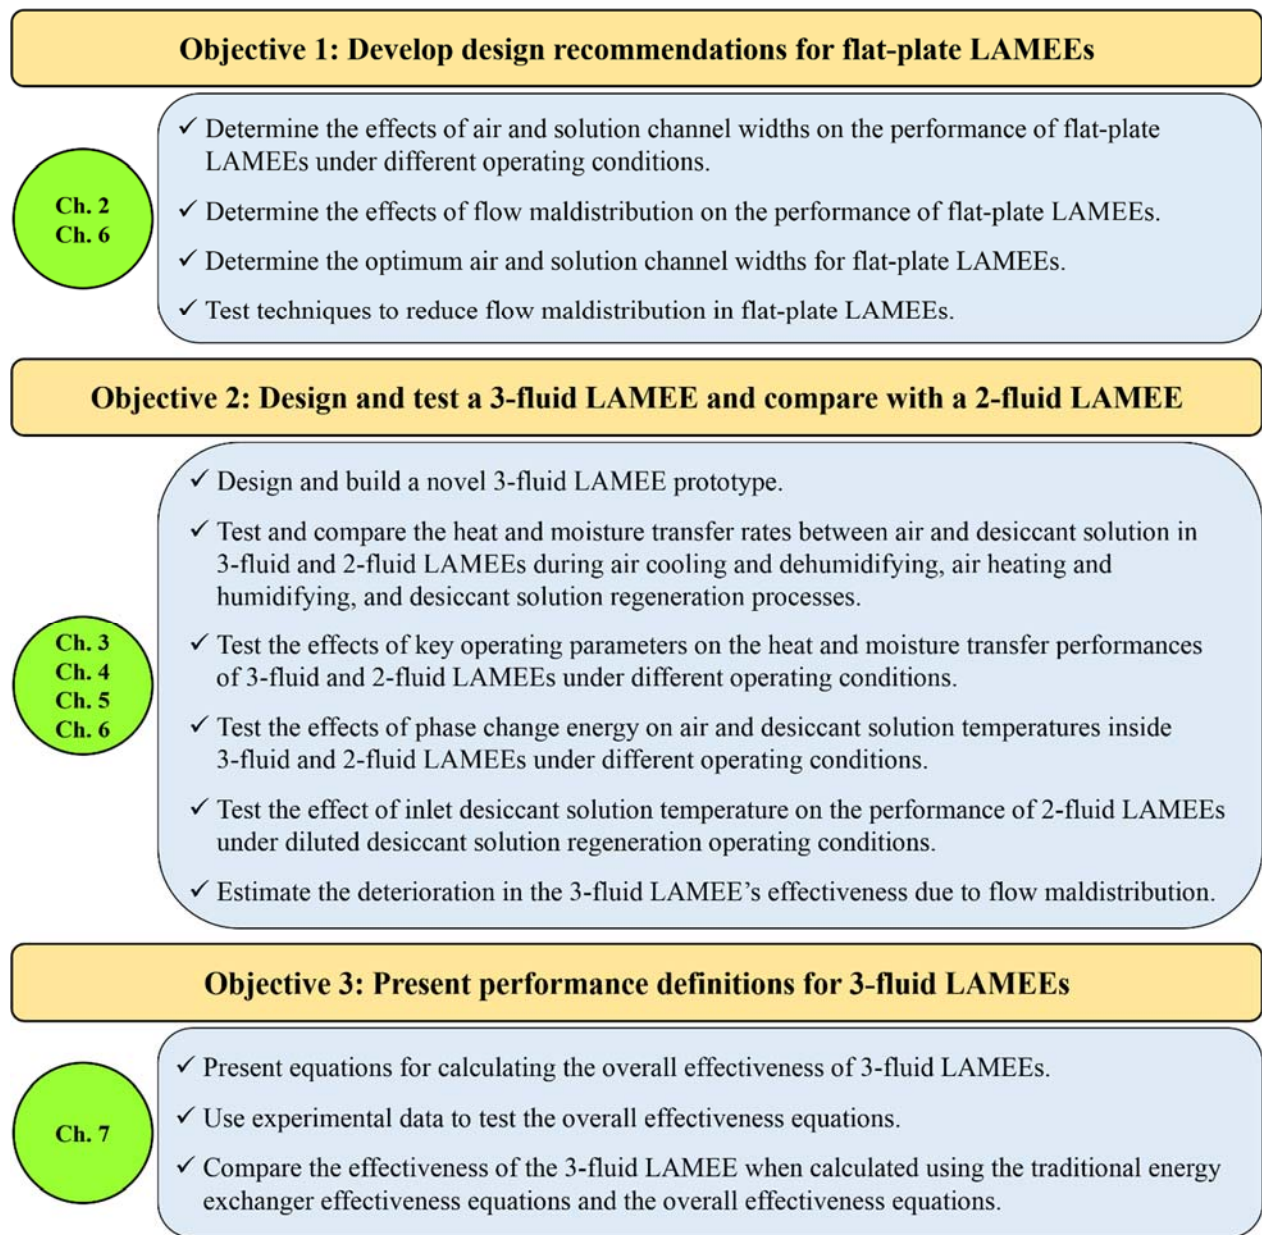 Objective 1: Develop design recommendations for flat-plate LAMEEs
Ch. 2
Ch. 6
✓ Determine the effects of air and solution channel widths on the performance of flat-plate
LAMEEs under different operating conditions.
✓ Determine the effects of flow maldistribution on the performance of flat-plate LAMEEs.
✓ Determine the optimum air and solution channel widths for flat-plate LAMEEs.
✓ Test techniques to reduce flow maldistribution in flat-plate LAMEEs.
Objective 2: Design and test a 3-fluid LAMEE and compare with a 2-fluid LAMEE
Ch. 3
Ch. 4
Ch. 5
Ch. 6
✓ Design and build a novel 3-fluid LAMEE prototype.
✓ Test and compare the heat and moisture transfer rates between air and desiccant solution in
3-fluid and 2-fluid LAMEEs during air cooling and dehumidifying, air heating and
humidifying, and desiccant solution regeneration processes.
✓ Test the effects of key operating parameters on the heat and moisture transfer performances
of 3-fluid and 2-fluid LAMEEs under different operating conditions.
✓ Test the effects of phase change energy on air and desiccant solution temperatures inside
3-fluid and 2-fluid LAMEEs under different operating conditions.
✓ Test the effect of inlet desiccant solution temperature on the performance of 2-fluid LAMEEs
under diluted desiccant solution regeneration operating conditions.
✓ Estimate the deterioration in the 3-fluid LAMEE’s effectiveness due to flow maldistribution.
Objective 3: Present performance definitions for 3-fluid LAMEEs
Ch. 7
✓ Present equations for calculating the overall effectiveness of 3-fluid LAMEEs.
✓ Use experimental data to test the overall effectiveness equations.
✓ Compare the effectiveness of the 3-fluid LAMEE when calculated using the traditional energy
exchanger effectiveness equations and the overall effectiveness equations.